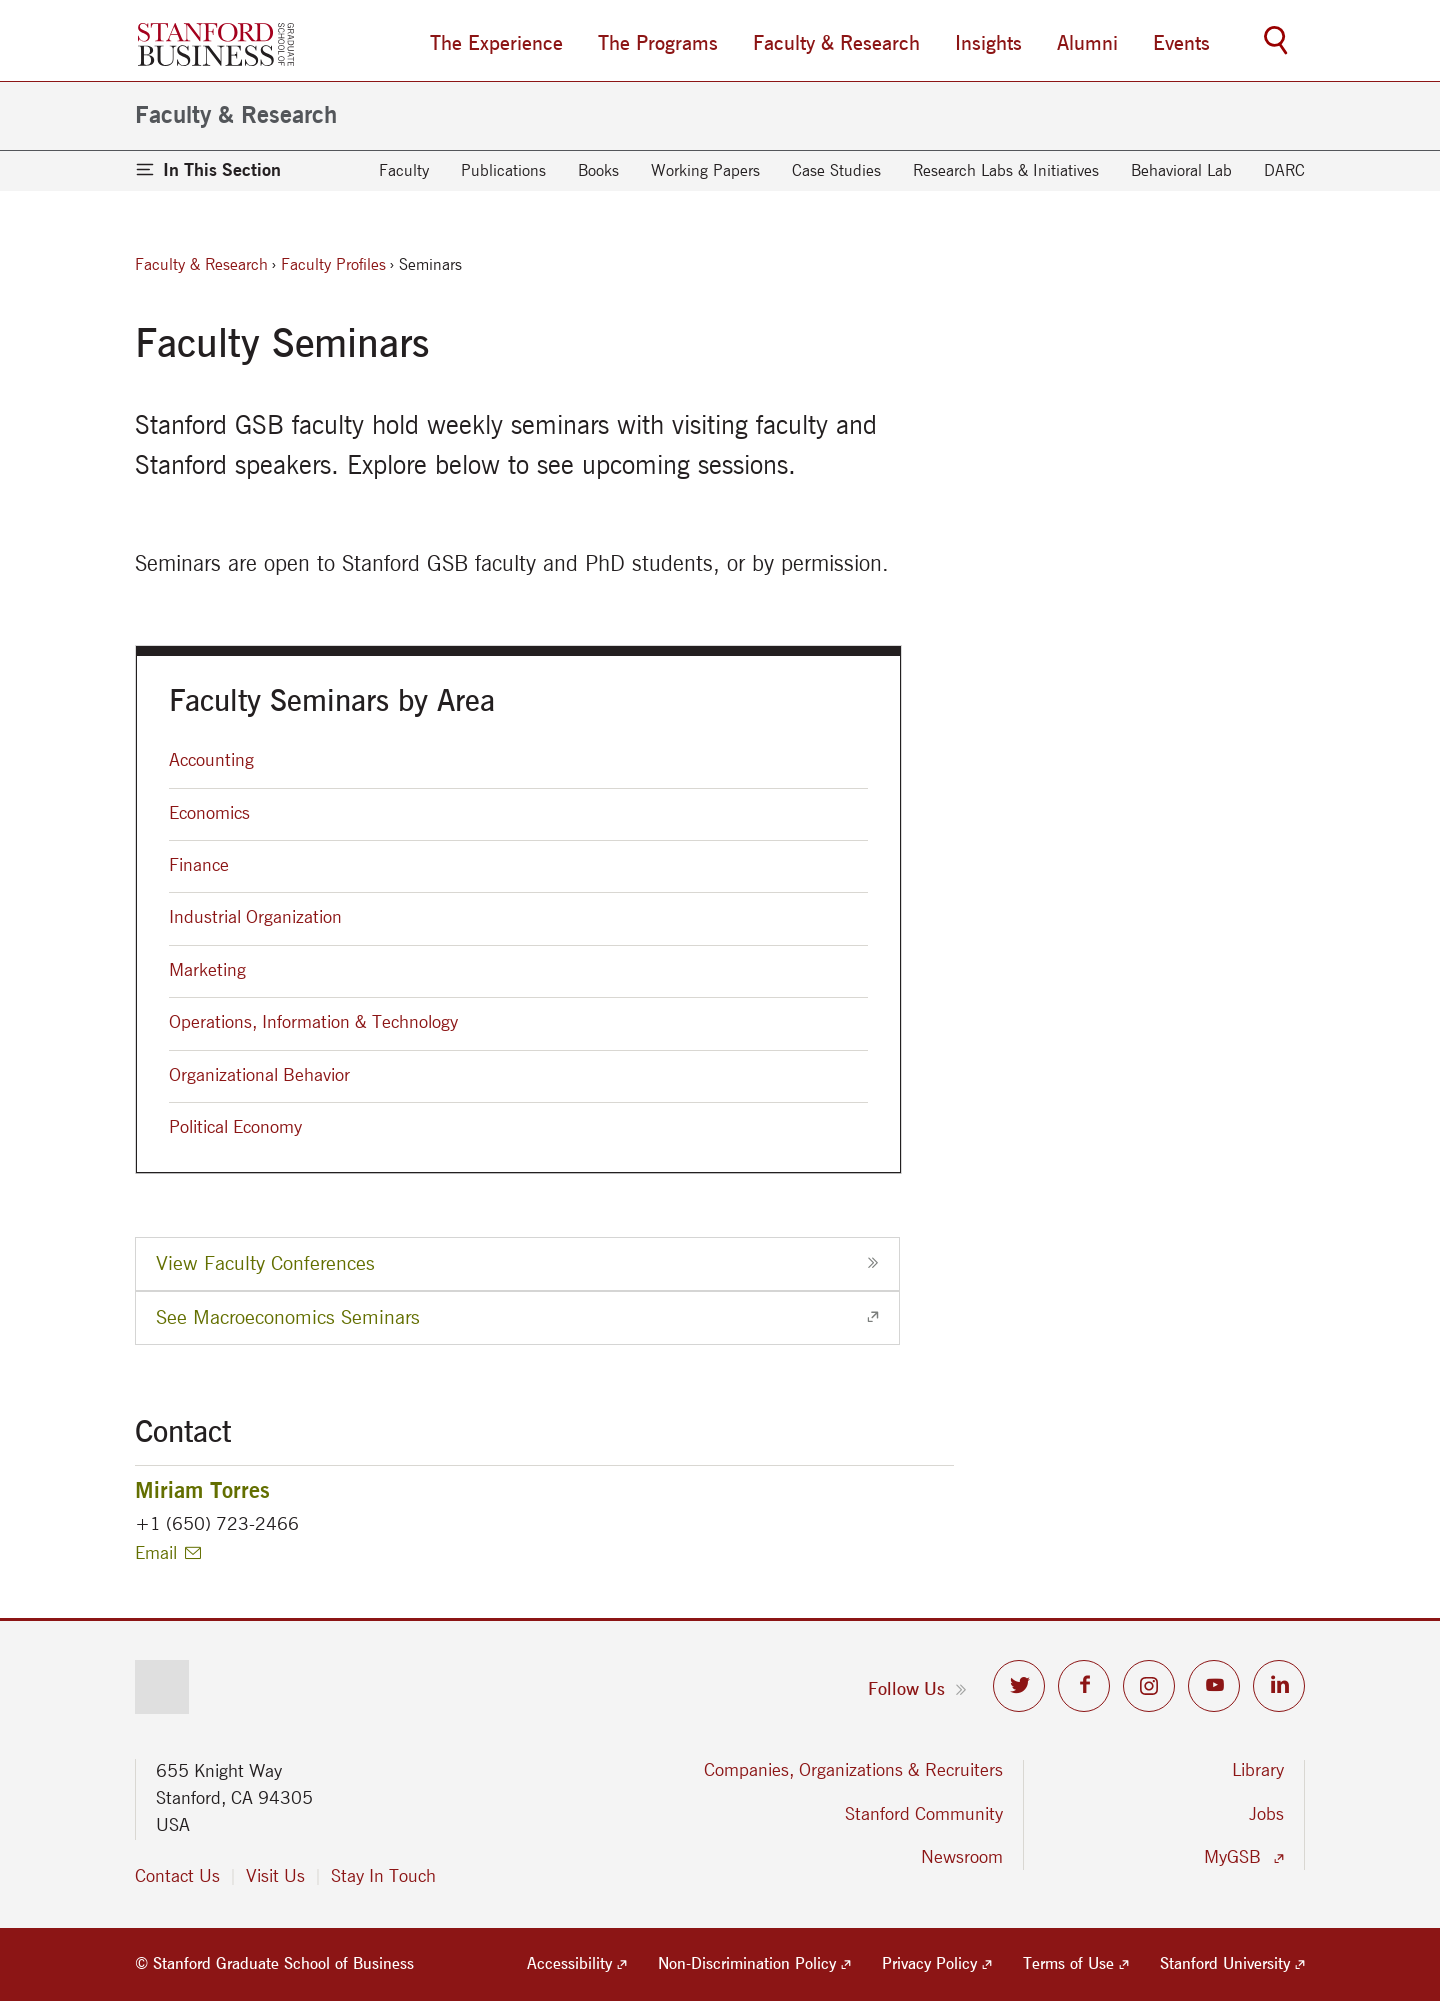 STANFORD
BUSINESS
GRADUATE
SCHOOL OF
The Experience
The Programs
Faculty & Research
Insights
Alumni
Events
Faculty & Research
In This Section
Faculty
Publications
Books
Working Papers
Case Studies
Research Labs & Initiatives
Behavioral Lab
DARC
Faculty & Research › Faculty Profiles › Seminars
Faculty Seminars
Stanford GSB faculty hold weekly seminars with visiting faculty and
Stanford speakers. Explore below to see upcoming sessions.
Seminars are open to Stanford GSB faculty and PhD students, or by permission.
Faculty Seminars by Area
Accounting
Economics
Finance
Industrial Organization
Marketing
Operations, Information & Technology
Organizational Behavior
Political Economy
View Faculty Conferences
See Macroeconomics Seminars
Contact
Miriam Torres
+1 (650) 723-2466
Email
Follow Us
655 Knight Way
Stanford, CA 94305
USA
Contact Us
Visit Us
Stay In Touch
Companies, Organizations & Recruiters
Stanford Community
Newsroom
Library
Jobs
MyGSB
© Stanford Graduate School of Business
Accessibility
Non-Discrimination Policy
Privacy Policy
Terms of Use
Stanford University